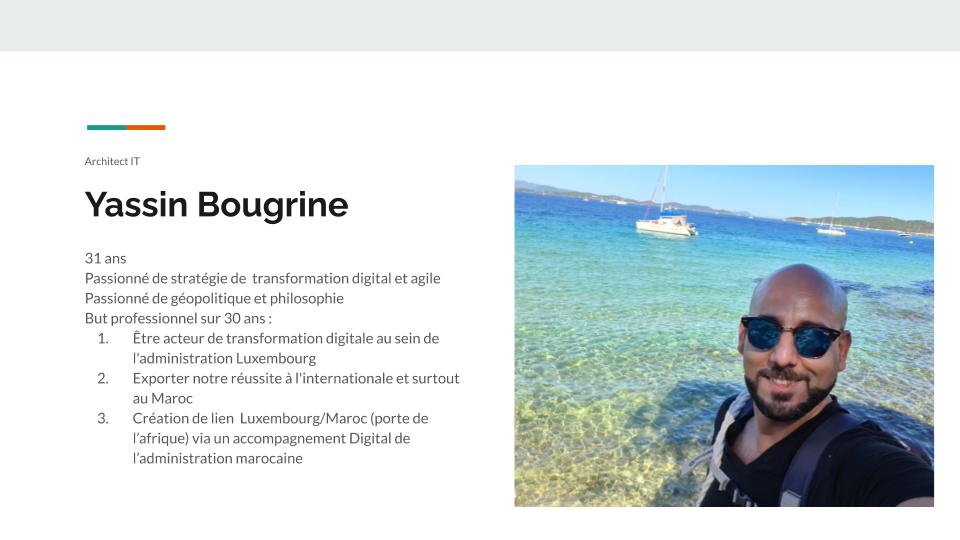 Architect IT
Yassin Bougrine
31 ans
Passionné de stratégie de  transformation digital et agile
Passionné de géopolitique et philosophie
But professionnel sur 30 ans :
1. Être acteur de transformation digitale au sein de
l'administration Luxembourg
2. Exporter notre réussite à l'internationale et surtout
au Maroc
3. Création de lien  Luxembourg/Maroc (porte de
l’afrique) via un accompagnement Digital de
l’administration marocaine